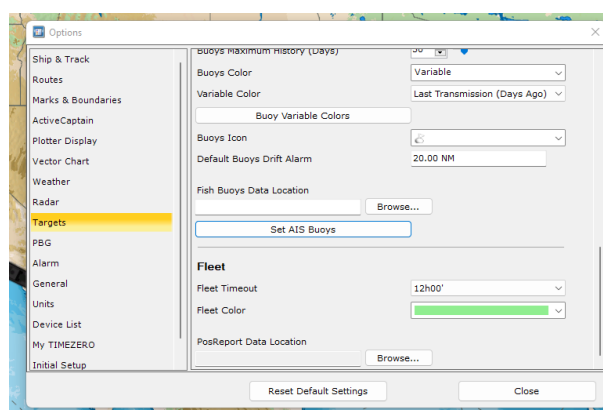 Options
Ship & Track
Routes
Marks & Boundaries
ActiveCaptain
Plotter Display
Vector Chart
Weather
Radar
Targets
PBG
Alarm
General
Units
Device List
My TIMEZERO
Initial Setup
Buoys Maximum History (Days)
Buoys Color
Variable
Variable Color
Last Transmission (Days Ago)
Buoy Variable Colors
Buoys Icon
Default Buoys Drift Alarm
20.00 NM
Fish Buoys Data Location
Browse...
Set AIS Buoys
Fleet
Fleet Timeout
12h00'
Fleet Color
PosReport Data Location
Browse...
Reset Default Settings
Close